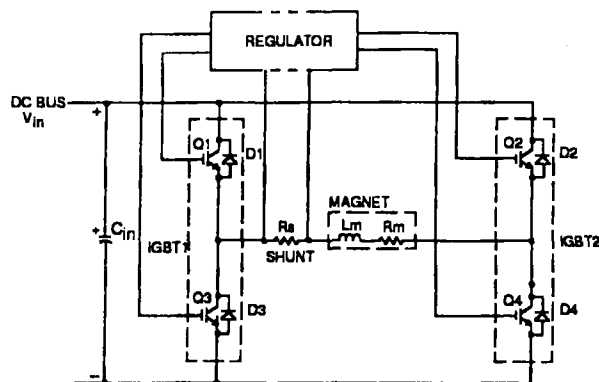 REGULATOR
DC BUS
Vin
+
Q1
D1
Q2
D2
MAGNET
+
Cin
IGBT1
Rs
SHUNT
Lm
Rm
IGBT2
Q3
D3
Q4
D4
−